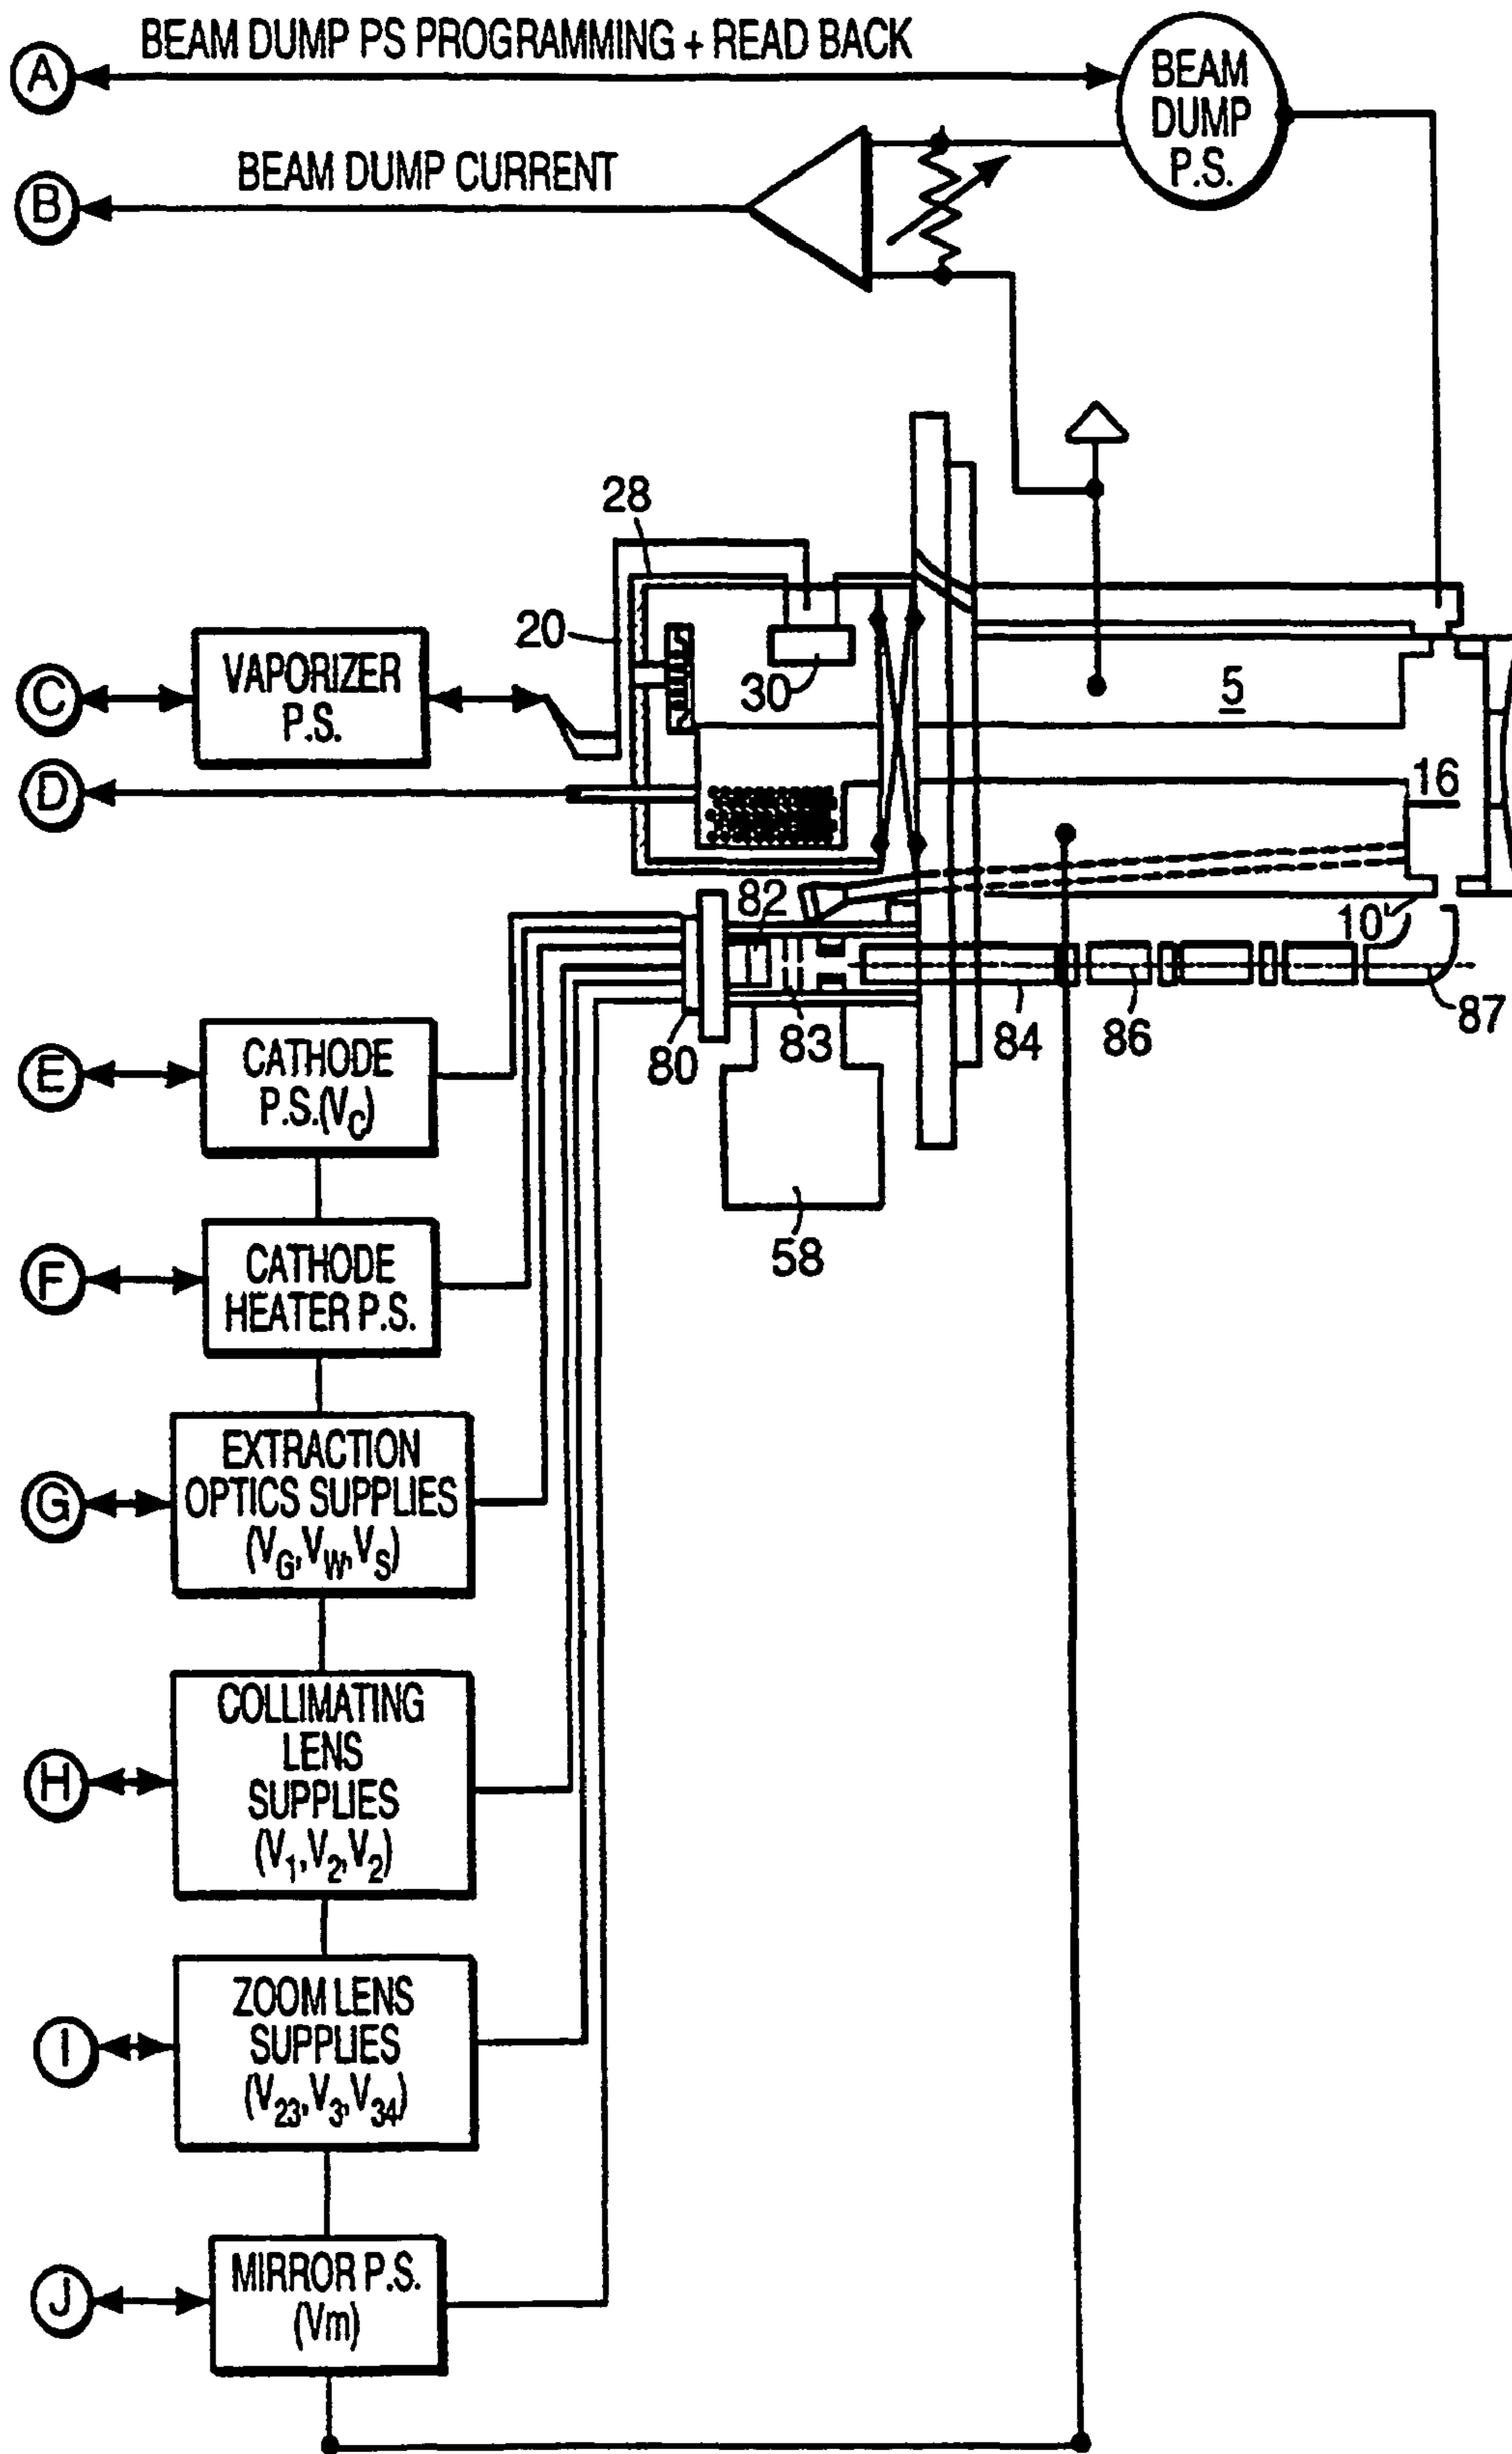 A
BEAM DUMP PS PROGRAMMING + READ BACK
BEAM
DUMP
P.S.
B
BEAM DUMP CURRENT
28
20
30
5
C
VAPORIZER
P.S.
D
16
82
10'
80
83
84
86
87
E
CATHODE
P.S.(VC)
58
F
CATHODE
HEATER P.S.
G
EXTRACTION
OPTICS SUPPLIES
(VG,VW,VS)
H
COLLIMATING
LENS
SUPPLIES
(V1,V2,V2)
I
ZOOM LENS
SUPPLIES
(V23,V3,V34)
J
MIRROR P.S.
(Vm)